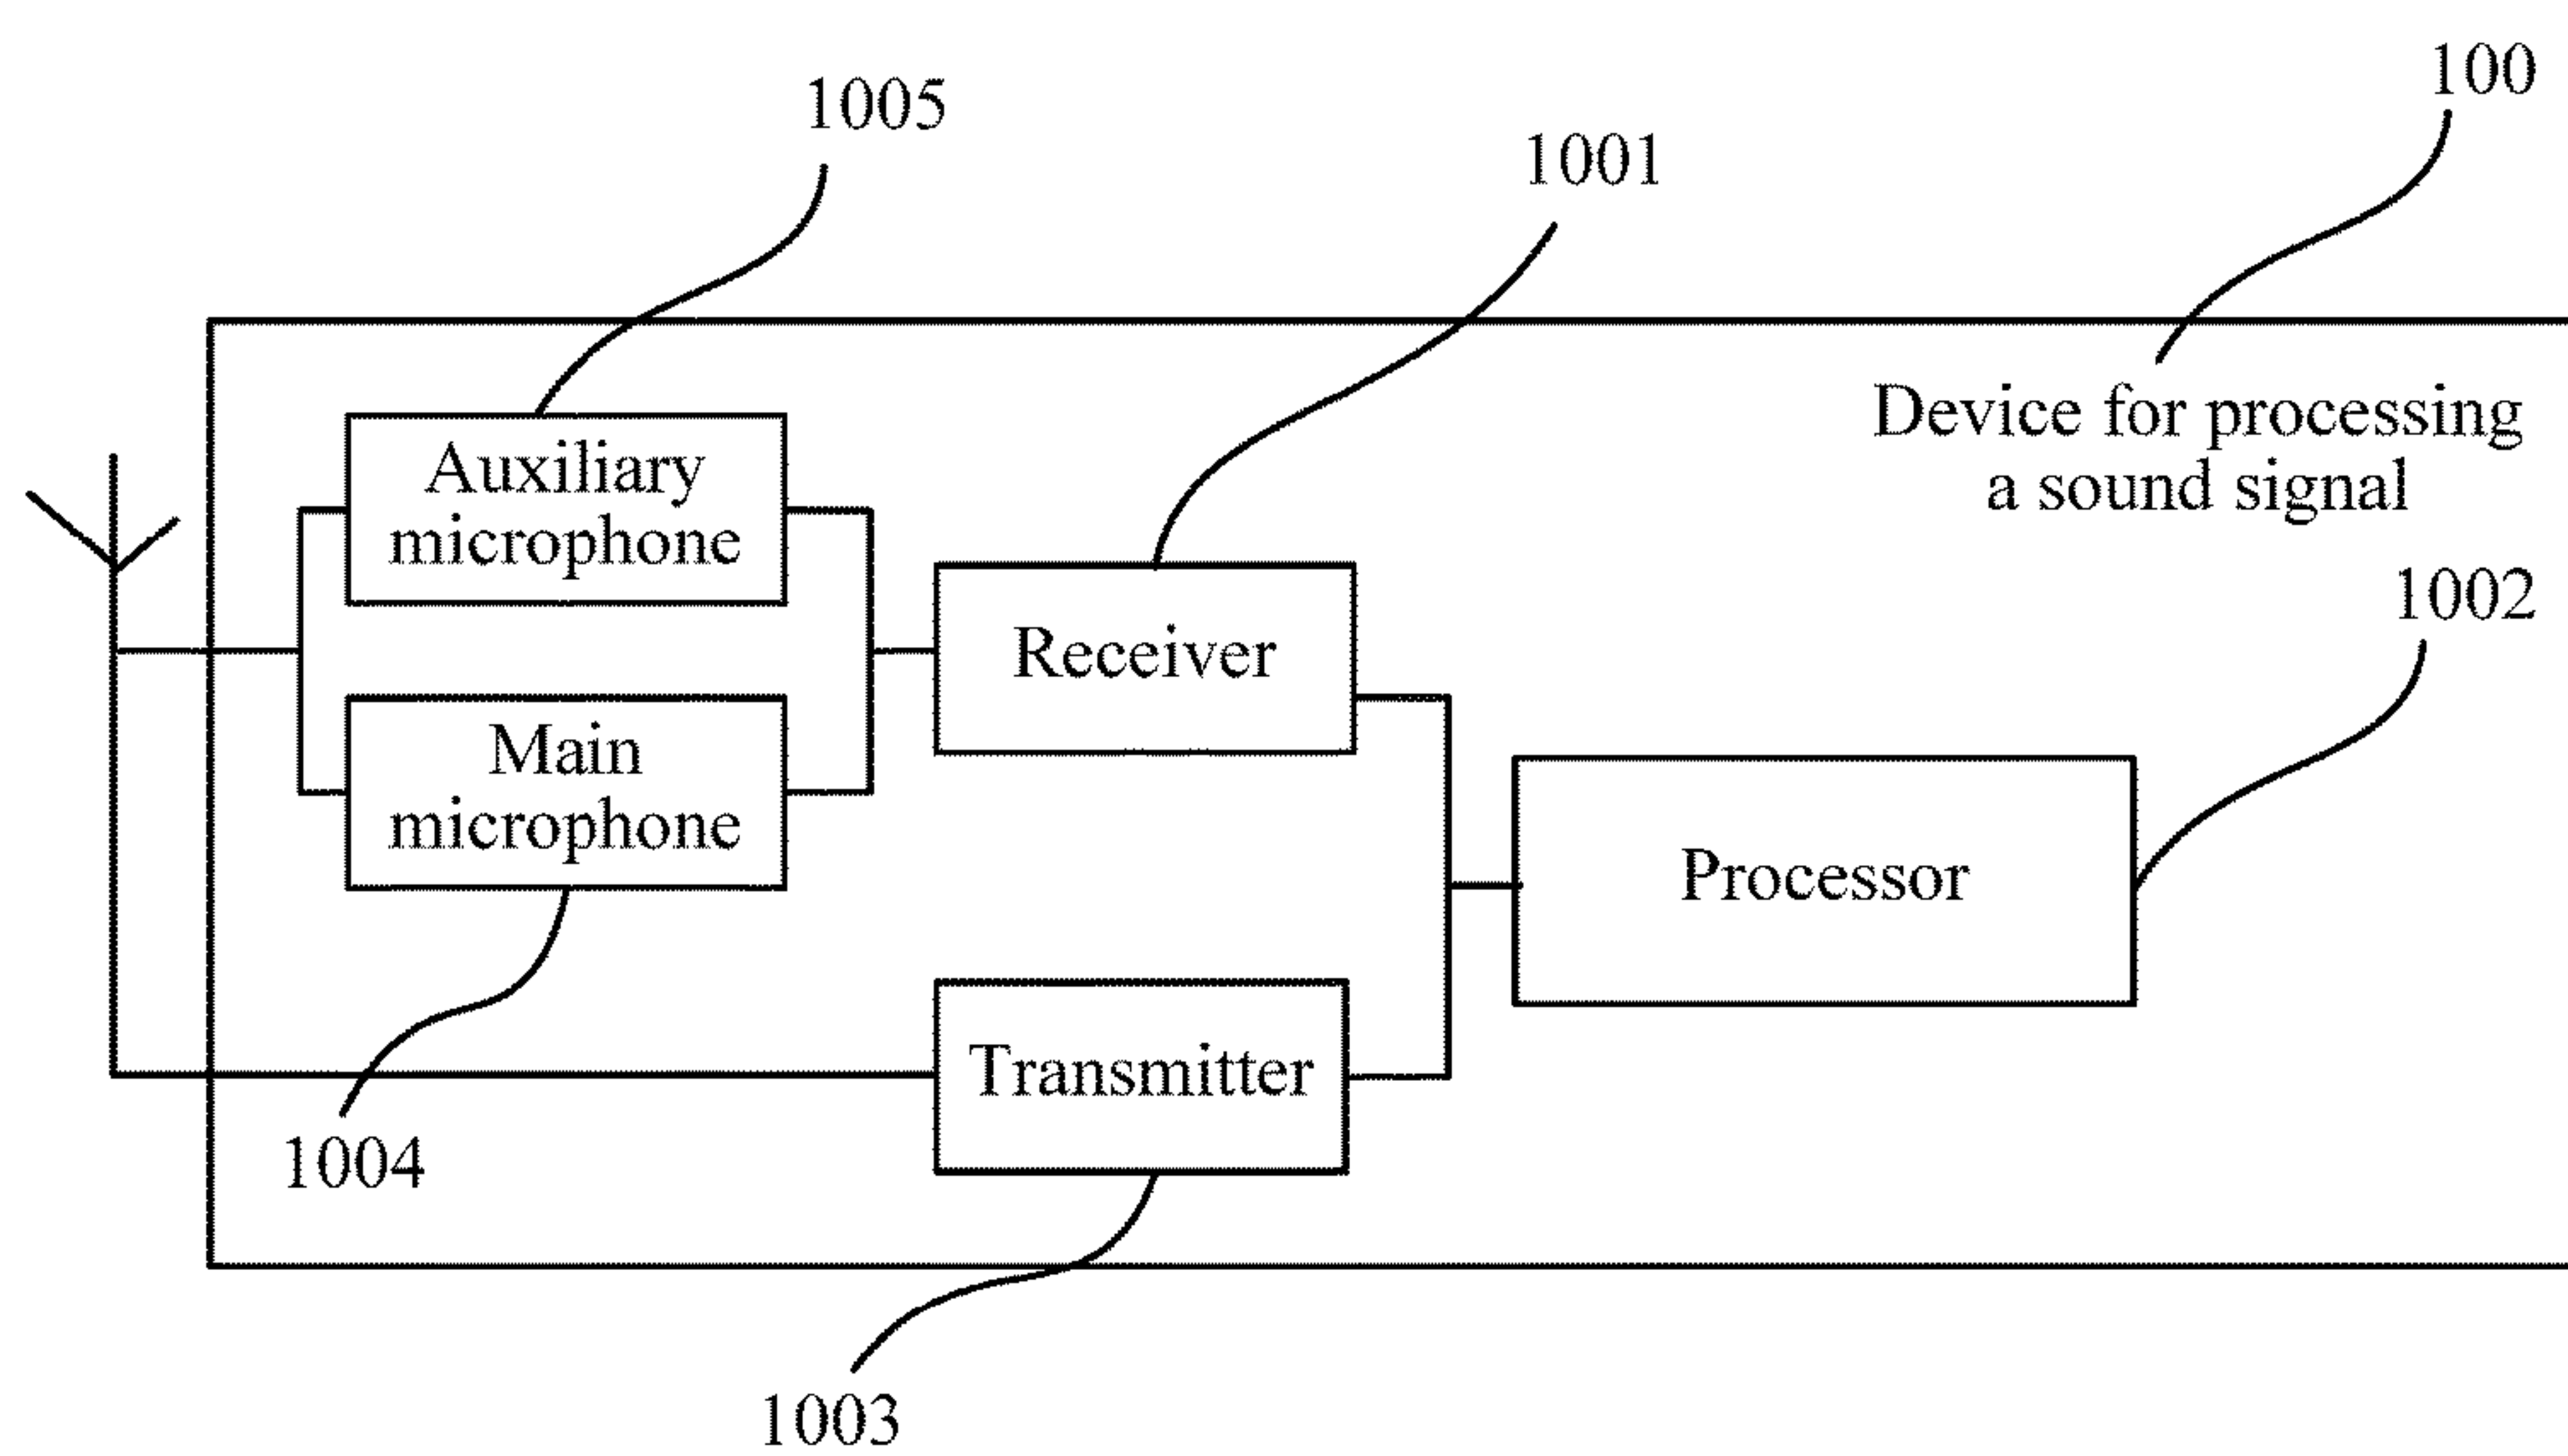 100
1005
1001
Device for processing
a sound signal
Auxiliary
microphone
1002
Receiver
Main
microphone
Processor
Transmitter
1004
1003